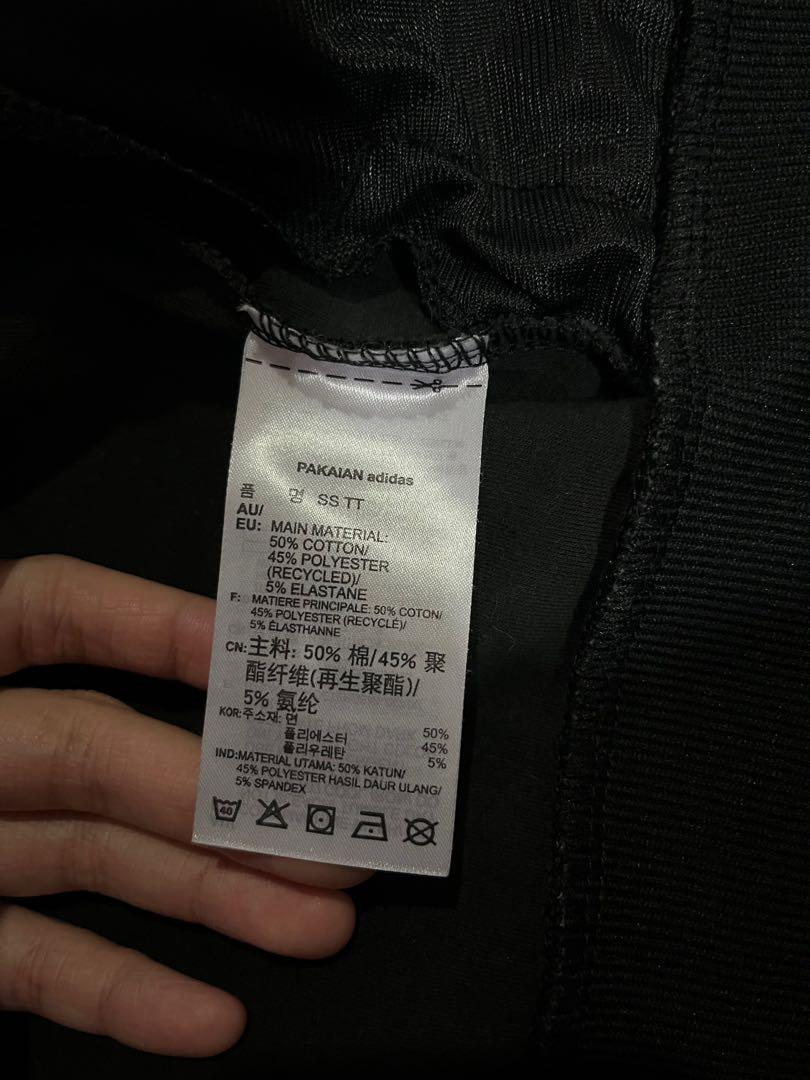 PAKAIAN adidas
품 명 SS TT
AU/
EU: MAIN MATERIAL:
50% COTTON/
45% POLYESTER
(RECYCLED)/
5% ELASTANE
F: MATIERE PRINCIPALE: 50% COTON/
45% POLYESTER (RECYCLÉ)/
5% ÉLASTHANNE
CN:主料: 50% 棉/45% 聚
酯纤维(再生聚酯)/
5% 氨纶
KOR:주소재: 면 50%
폴리에스터 45%
폴리우레탄 5%
IND:MATERIAL UTAMA: 50% KATUN/
45% POLYESTER HASIL DAUR ULANG/
5% SPANDEX
40